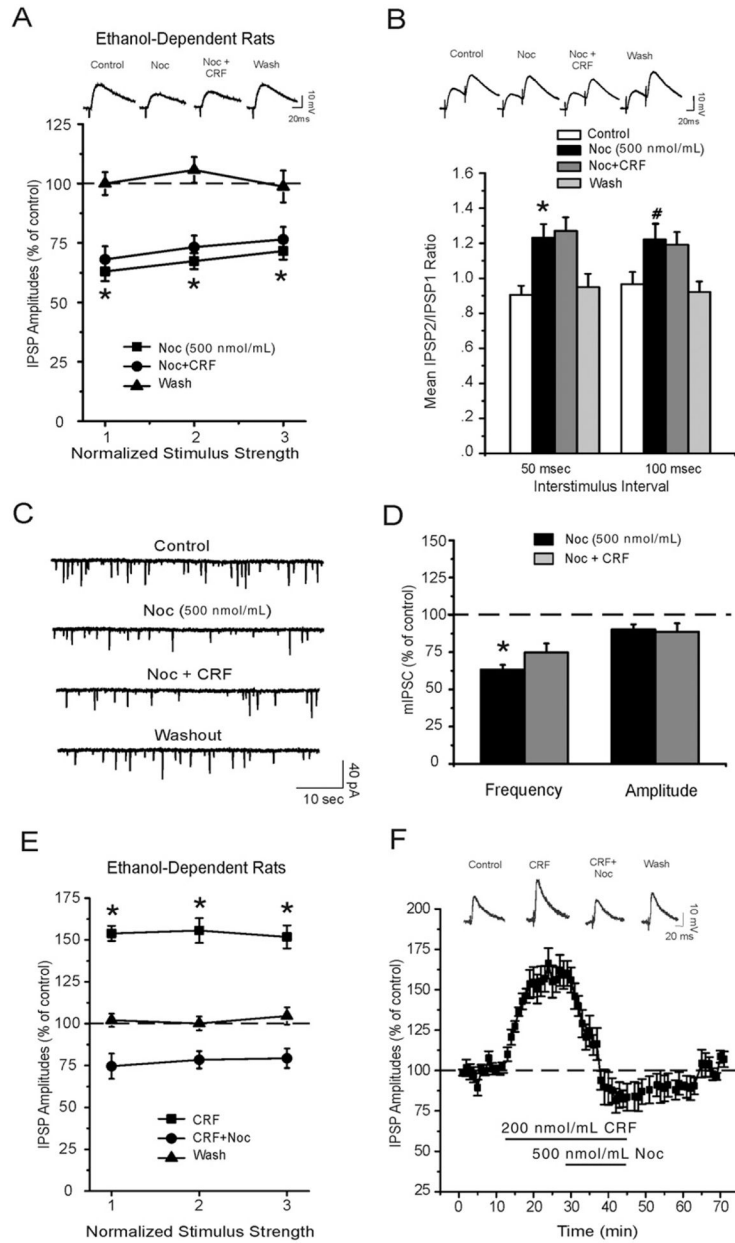 A
Ethanol-Dependent Rats
Control Noc Noc + CRF Wash
10 mV
20ms
IPSP Amplitudes (% of control)
125
100
75
50
25
0
*
*
*
Noc (500 nmol/mL)
Noc+CRF
Wash
1 2 3
Normalized Stimulus Strength
B
Control Noc Noc + CRF Wash
10 mV
20ms
Control
Noc (500 nmol/mL)
Noc+CRF
Wash
Mean IPSP2/IPSP1 Ratio
1.6
1.4
1.2
1.0
.8
.6
.4
.2
.0
*
#
50 msec 100 msec
Interstimulus Interval
C
Control
Noc (500 nmol/mL)
Noc + CRF
Washout
40 pA
10 sec
D
Noc (500 nmol/mL)
Noc + CRF
mIPSC (% of control)
150
125
100
75
50
25
0
*
Frequency Amplitude
E
Ethanol-Dependent Rats
IPSP Amplitudes (% of control)
175
150
125
100
75
50
25
0
* * *
CRF
CRF+Noc
Wash
1 2 3
Normalized Stimulus Strength
F
Control CRF CRF+ Noc Wash
10 mV
20 ms
IPSP Amplitudes (% of control)
200
175
150
125
100
75
50
25
200 nmol/mL CRF
500 nmol/mL Noc
0 10 20 30 40 50 60 70
Time (min)